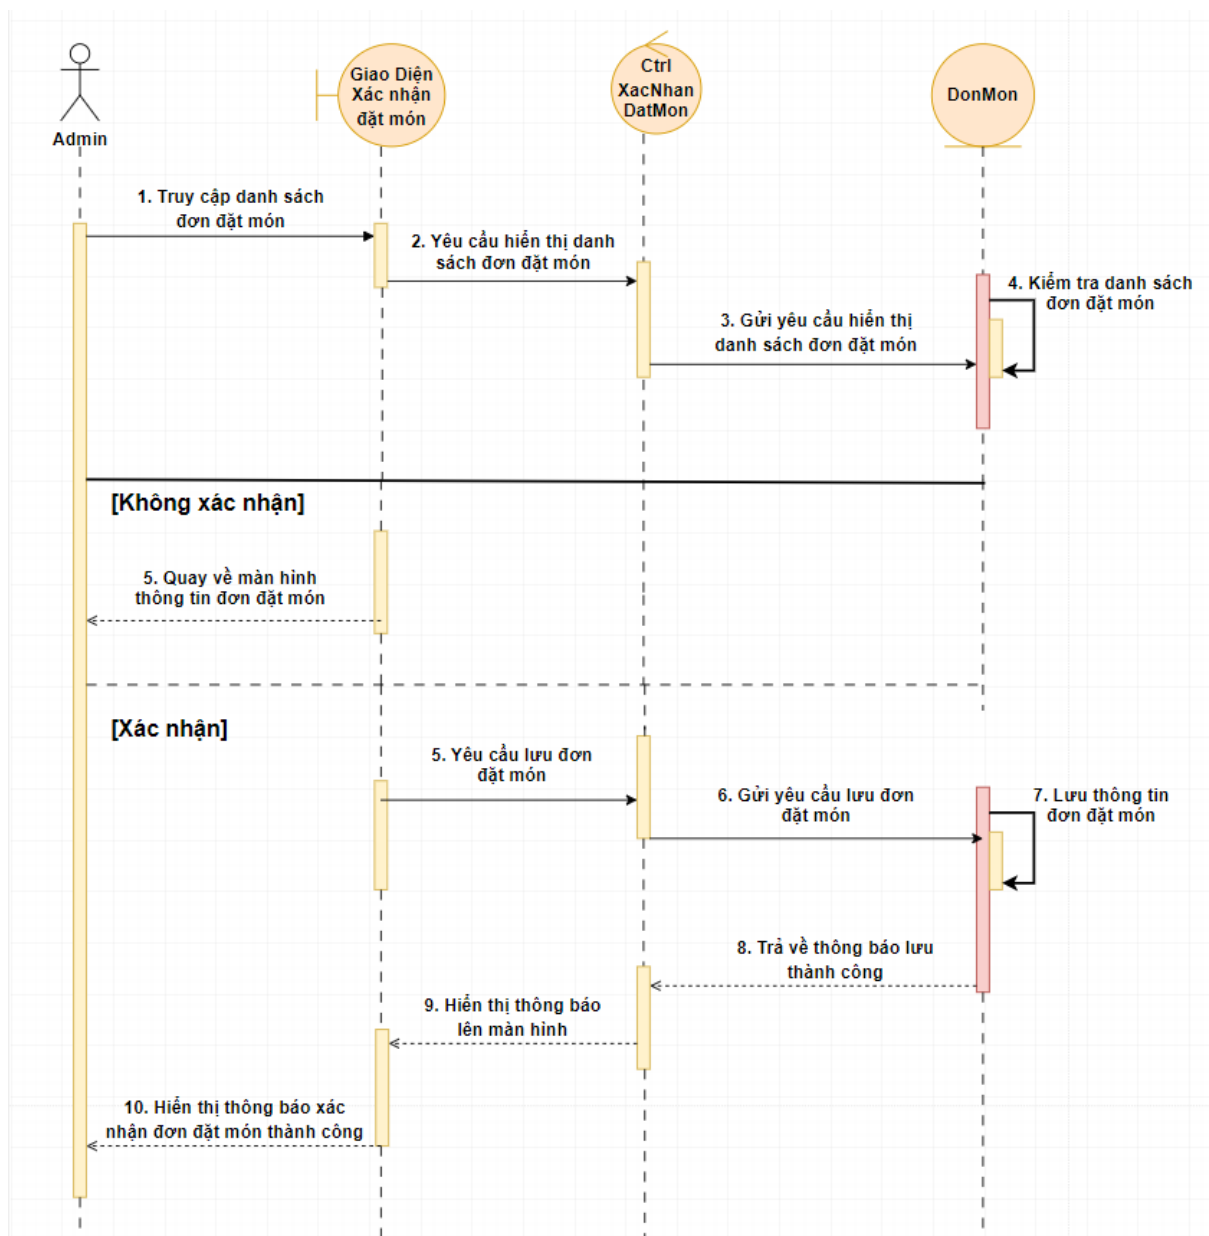 Admin
Giao Diện
Xác nhận
đặt món
Ctrl
XacNhan
DatMon
DonMon
1. Truy cập danh sách
đơn đặt món
2. Yêu cầu hiển thị danh
sách đơn đặt món
3. Gửi yêu cầu hiển thị
danh sách đơn đặt món
4. Kiểm tra danh sách
đơn đặt món
[Không xác nhận]
5. Quay về màn hình
thông tin đơn đặt món
[Xác nhận]
5. Yêu cầu lưu đơn
đặt món
6. Gửi yêu cầu lưu đơn
đặt món
7. Lưu thông tin
đơn đặt món
8. Trả về thông báo lưu
thành công
9. Hiển thị thông báo
lên màn hình
10. Hiển thị thông báo xác
nhận đơn đặt món thành công